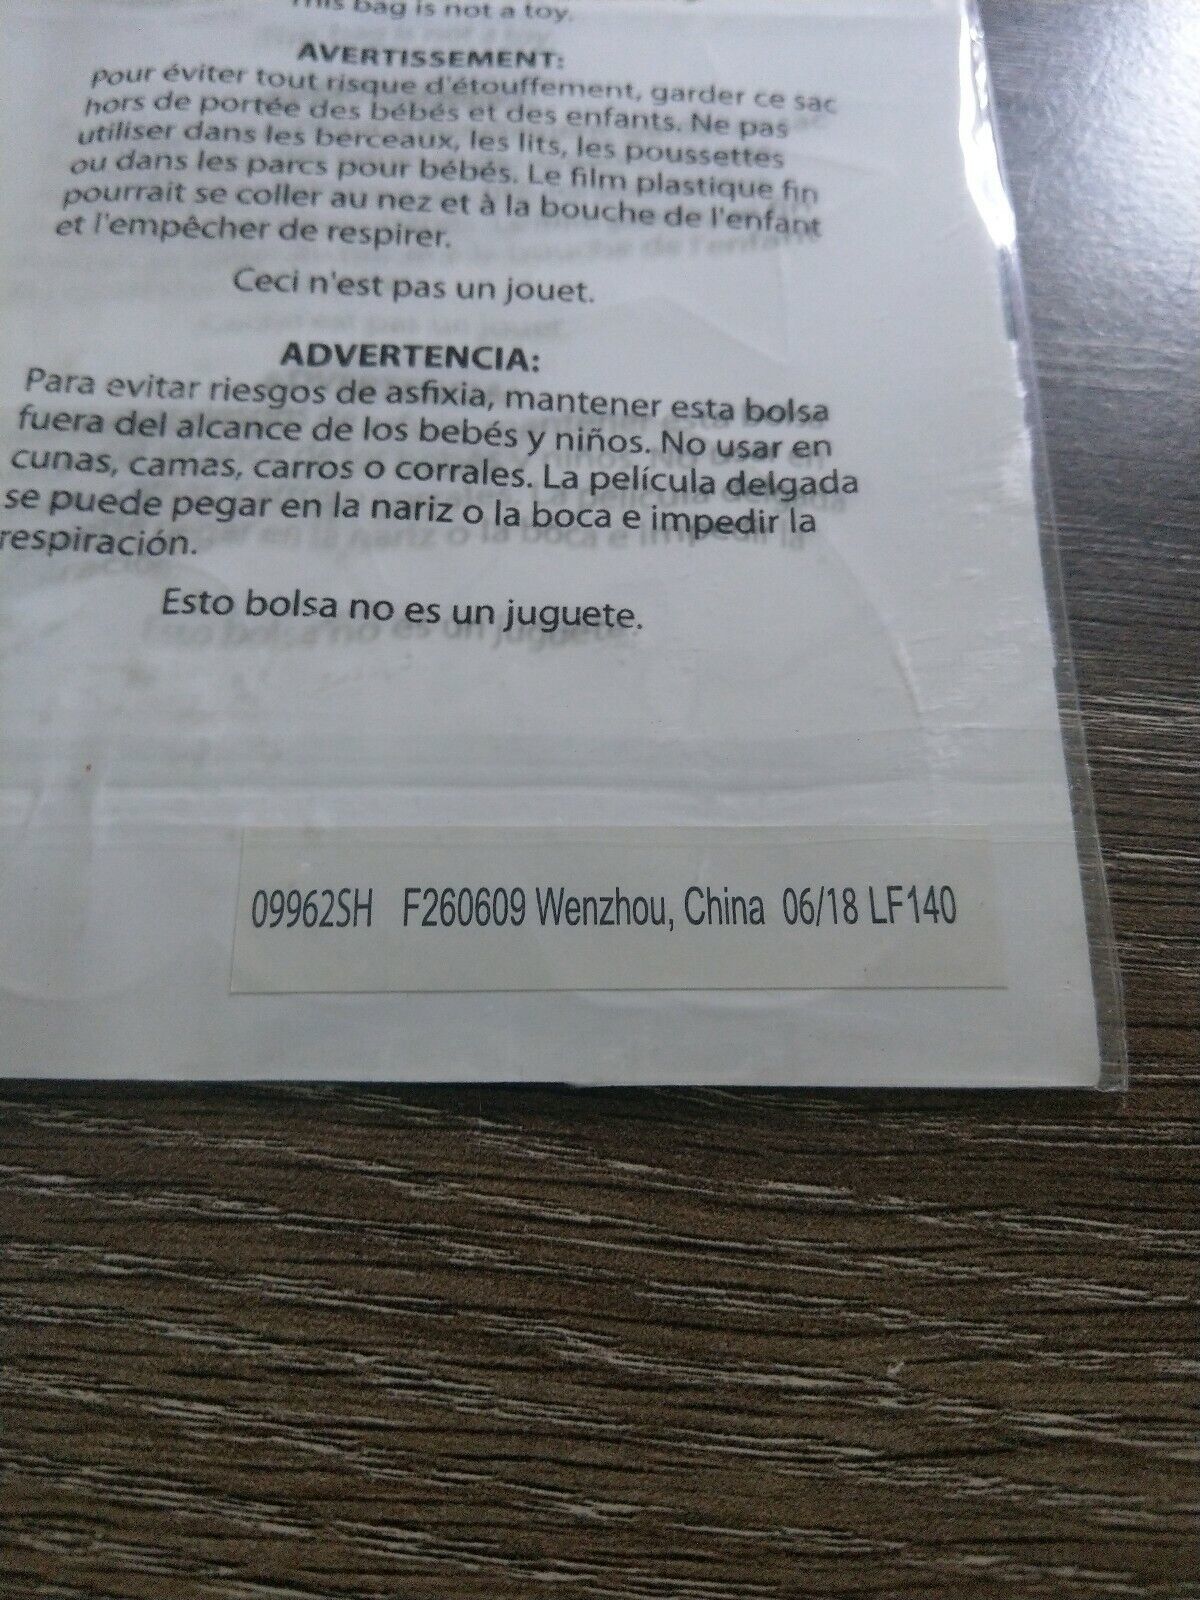 This bag is not a toy.
AVERTISSEMENT:
pour éviter tout risque d'étouffement, garder ce sac
hors de portée des bébés et des enfants. Ne pas
utiliser dans les berceaux, les lits, les poussettes
ou dans les parcs pour bébés. Le film plastique fin
pourrait se coller au nez et à la bouche de l'enfant
et l'empêcher de respirer.
Ceci n'est pas un jouet.
ADVERTENCIA:
Para evitar riesgos de asfixia, mantener esta bolsa
fuera del alcance de los bebés y niños. No usar en
cunas, camas, carros o corrales. La película delgada
se puede pegar en la nariz o la boca e impedir la
respiración.
Esto bolsa no es un juguete.
09962SH F260609 Wenzhou, China 06/18 LF140